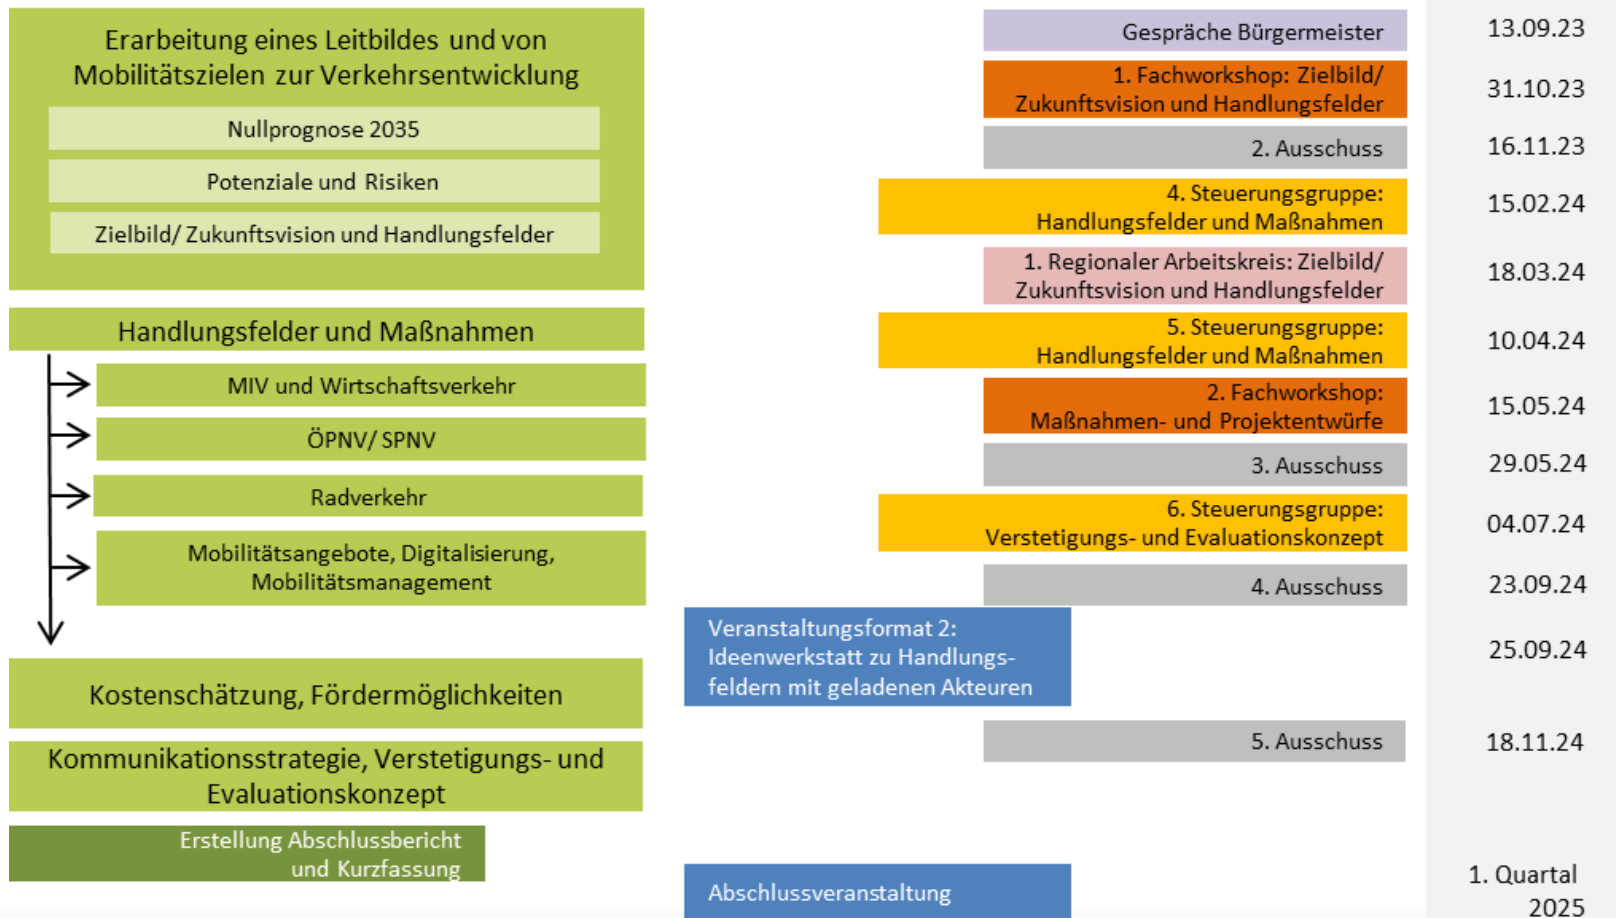 Erarbeitung eines Leitbildes und von
Mobilitätszielen zur Verkehrsentwicklung
Nullprognose 2035
Potenziale und Risiken
Zielbild/ Zukunftsvision und Handlungsfelder
Handlungsfelder und Maßnahmen
MIV und Wirtschaftsverkehr
ÖPNV/ SPNV
Radverkehr
Mobilitätsangebote, Digitalisierung,
Mobilitätsmanagement
Kostenschätzung, Fördermöglichkeiten
Kommunikationsstrategie, Verstetigungs- und
Evaluationskonzept
Erstellung Abschlussbericht
und Kurzfassung
Gespräche Bürgermeister
13.09.23
1. Fachworkshop: Zielbild/
Zukunftsvision und Handlungsfelder
31.10.23
2. Ausschuss
16.11.23
4. Steuerungsgruppe:
Handlungsfelder und Maßnahmen
15.02.24
1. Regionaler Arbeitskreis: Zielbild/
Zukunftsvision und Handlungsfelder
18.03.24
5. Steuerungsgruppe:
Handlungsfelder und Maßnahmen
10.04.24
2. Fachworkshop:
Maßnahmen- und Projektentwürfe
15.05.24
3. Ausschuss
29.05.24
6. Steuerungsgruppe:
Verstetigungs- und Evaluationskonzept
04.07.24
4. Ausschuss
23.09.24
Veranstaltungsformat 2:
Ideenwerkstatt zu Handlungs-
feldern mit geladenen Akteuren
25.09.24
5. Ausschuss
18.11.24
Abschlussveranstaltung
1. Quartal
2025